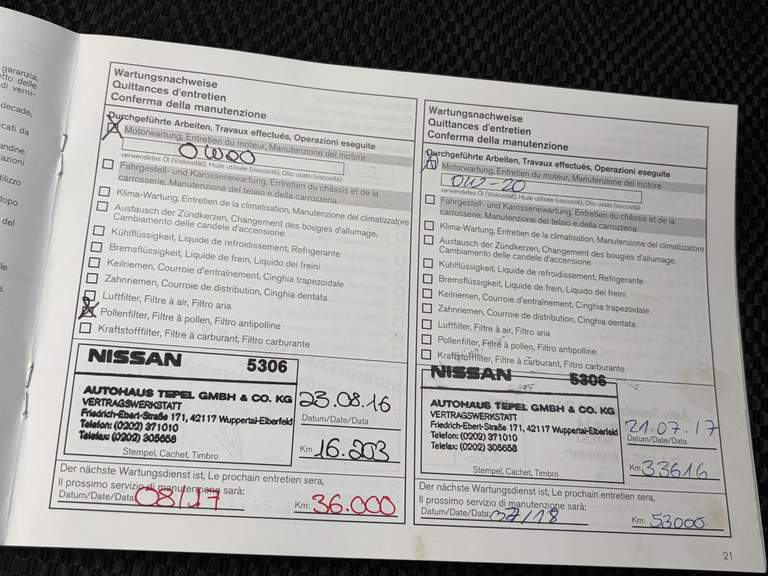 garanzia,
tto delle
di verni-
decade,
cati da
andine.
azioni
tilizzo
dopo
del
le
e.
Wartungsnachweise
Quittances d'entretien
Conferma della manutenzione
Durchgeführte Arbeiten, Travaux effectués, Operazioni eseguite
Motorwartung, Entretien du moteur, Manutenzione del motore
0W20
verwendetes Öl (Viskosität), Huile utilisée (viscosité), Olio usato (viscosità)
Fahrgestell- und Karosseriewartung, Entretien du châssis et de la
carrosserie, Manutenzione del telaio e della carrozzeria
Klima-Wartung, Entretien de la climatisation, Manutenzione del climatizzatore
Austausch der Zündkerzen, Changement des bougies d'allumage,
Cambiamento delle candele d'accensione
Kühlflüssigkeit, Liquide de refroidissement, Refrigerante
Bremsflüssigkeit, Liquide de frein, Liquido dei freini
Keilriemen, Courroie d'entraînement, Cinghia trapezoidale
Zahnriemen, Courroie de distribution, Cinghia dentata
Luftfilter, Filtre à air, Filtro aria
Pollenfilter, Filtre à pollen, Filtro antipolline
Kraftstofffilter, Filtre à carburant, Filtro carburante
NISSAN 5306
AUTOHAUS TEPEL GMBH & CO. KG
VERTRAGSWERKSTATT
Friedrich-Ebert-Straße 171, 42117 Wuppertal-Elberfeld
Telefon: (0202) 371010
Telefax: (0202) 305658
Stempel, Cachet, Timbro
23.08.16
Datum/Date/Data
Km 16.203
Der nächste Wartungsdienst ist, Le prochain entretien sera,
Il prossimo servizio di manutenzione sarà:
Datum/Date/Data 08/17 Km: 36.000
Wartungsnachweise
Quittances d'entretien
Conferma della manutenzione
Durchgeführte Arbeiten, Travaux effectués, Operazioni eseguite
Motorwartung, Entretien du moteur, Manutenzione del motore
0W-20
verwendetes Öl (Viskosität), Huile utilisée (viscosité), Olio usato (viscosità)
Fahrgestell- und Karosseriewartung, Entretien du châssis et de la
carrosserie, Manutenzione del telaio e della carrozzeria
Klima-Wartung, Entretien de la climatisation, Manutenzione del climatizzatore
Austausch der Zündkerzen, Changement des bougies d'allumage,
Cambiamento delle candele d'accensione
Kühlflüssigkeit, Liquide de refroidissement, Refrigerante
Bremsflüssigkeit, Liquide de frein, Liquido dei freini
Keilriemen, Courroie d'entraînement, Cinghia trapezoidale
Zahnriemen, Courroie de distribution, Cinghia dentata
Luftfilter, Filtre à air, Filtro aria
Pollenfilter, Filtre à pollen, Filtro antipolline
Kraftstofffilter, Filtre à carburant, Filtro carburante
NISSAN 5306
AUTOHAUS TEPEL GMBH & CO. KG
VERTRAGSWERKSTATT
Friedrich-Ebert-Straße 171, 42117 Wuppertal-Elberfeld
Telefon: (0202) 371010
Telefax: (0202) 305658
Stempel, Cachet, Timbro
21.07.17
Datum/Date/Data
Km 33616
Der nächste Wartungsdienst ist, Le prochain entretien sera,
Il prossimo servizio di manutenzione sarà:
Datum/Date/Data: 07/18 Km: 53000
21